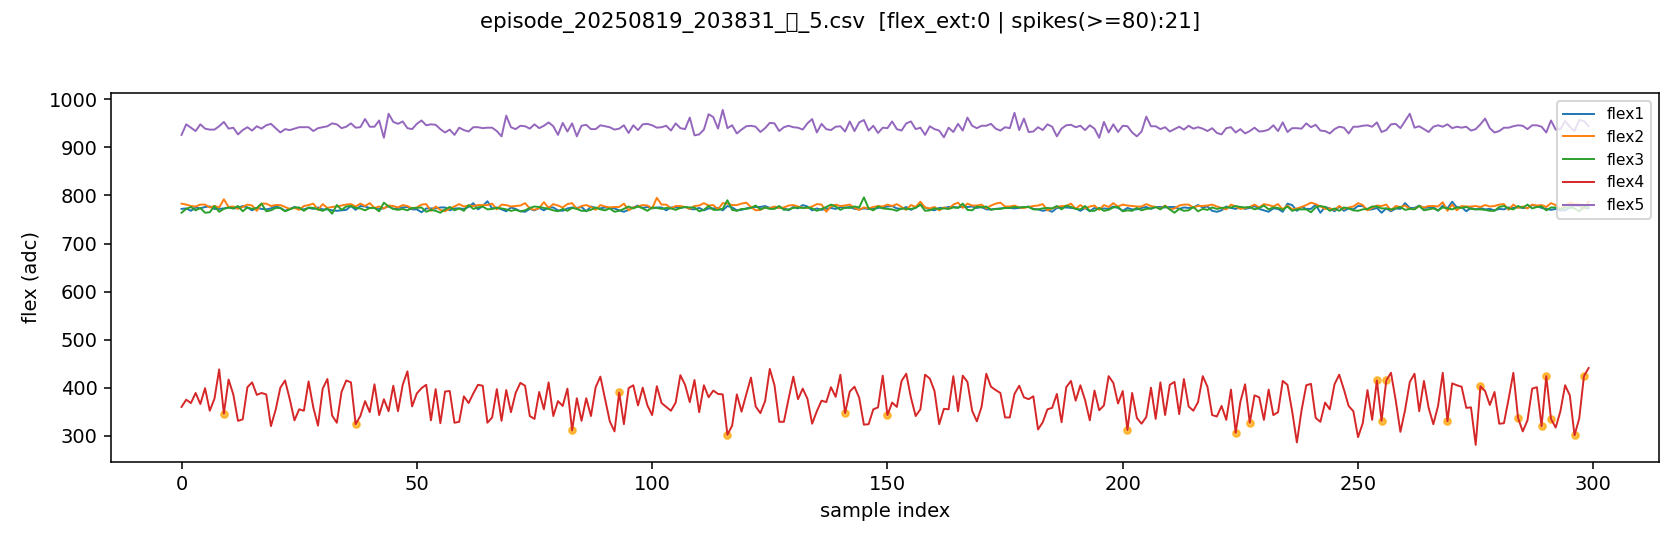 episode_20250819_203831_▯_5.csv  [flex_ext:0 | spikes(>=80):21]
1000
900
800
700
600
500
400
300
flex (adc)
flex1
flex2
flex3
flex4
flex5
0
50
100
150
200
250
300
sample index